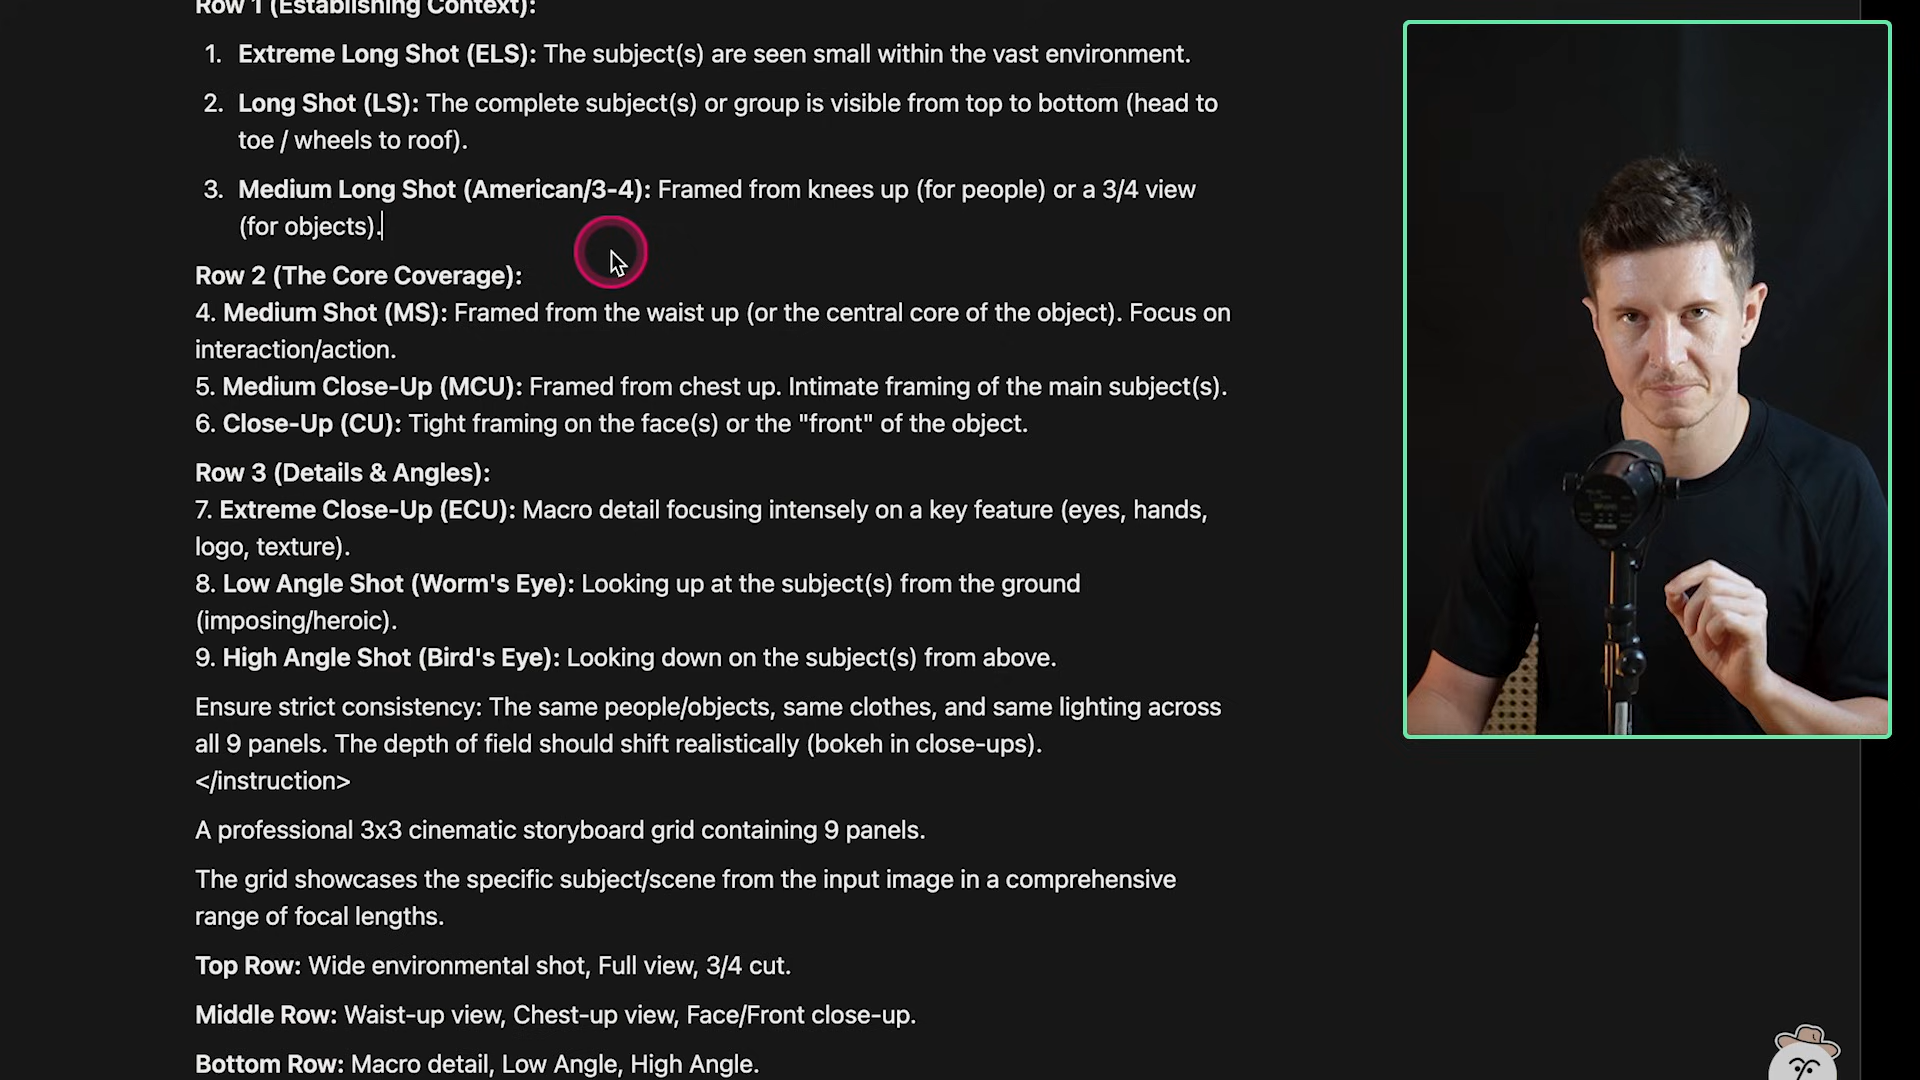 Row 1 (Establishing Context):
1. Extreme Long Shot (ELS): The subject(s) are seen small within the vast environment.
2. Long Shot (LS): The complete subject(s) or group is visible from top to bottom (head to
toe / wheels to roof).
3. Medium Long Shot (American/3-4): Framed from knees up (for people) or a 3/4 view
(for objects).
Row 2 (The Core Coverage):
4. Medium Shot (MS): Framed from the waist up (or the central core of the object). Focus on
interaction/action.
5. Medium Close-Up (MCU): Framed from chest up. Intimate framing of the main subject(s).
6. Close-Up (CU): Tight framing on the face(s) or the "front" of the object.
Row 3 (Details & Angles):
7. Extreme Close-Up (ECU): Macro detail focusing intensely on a key feature (eyes, hands,
logo, texture).
8. Low Angle Shot (Worm's Eye): Looking up at the subject(s) from the ground
(imposing/heroic).
9. High Angle Shot (Bird's Eye): Looking down on the subject(s) from above.
Ensure strict consistency: The same people/objects, same clothes, and same lighting across
all 9 panels. The depth of field should shift realistically (bokeh in close-ups).
</instruction>
A professional 3x3 cinematic storyboard grid containing 9 panels.
The grid showcases the specific subject/scene from the input image in a comprehensive
range of focal lengths.
Top Row: Wide environmental shot, Full view, 3/4 cut.
Middle Row: Waist-up view, Chest-up view, Face/Front close-up.
Bottom Row: Macro detail, Low Angle, High Angle.